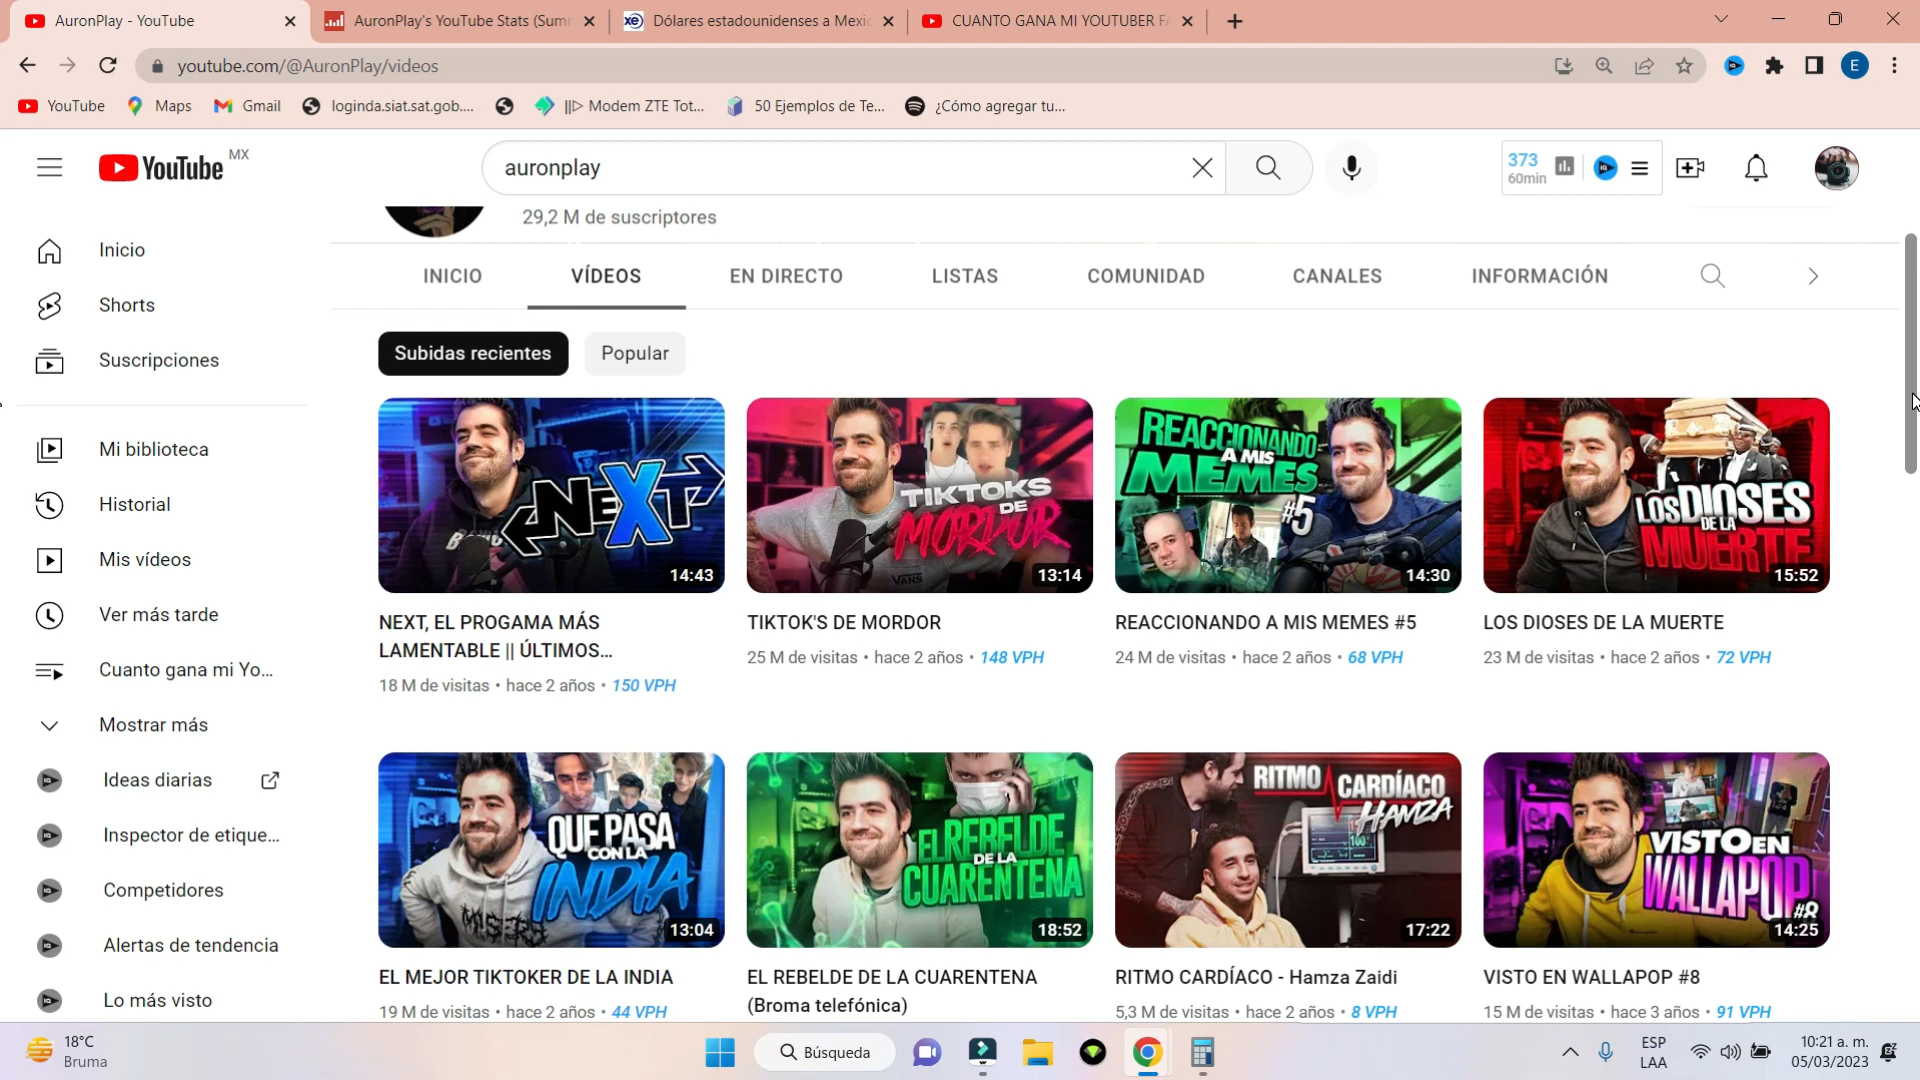 AuronPlay - YouTube
AuronPlay's YouTube Stats (Sum
Dólares estadounidenses a Mexic
CUANTO GANA MI YOUTUBER FA
youtube.com/@AuronPlay/videos
YouTube
Maps
Gmail
loginda.siat.sat.gob....
||▷ Modem ZTE Tot...
50 Ejemplos de Te...
¿Cómo agregar tu...
YouTube MX
auronplay
373
60min
29,2 M de suscriptores
INICIO
VÍDEOS
EN DIRECTO
LISTAS
COMUNIDAD
CANALES
INFORMACIÓN
Subidas recientes
Popular
Inicio
Shorts
Suscripciones
Mi biblioteca
Historial
Mis vídeos
Ver más tarde
Cuanto gana mi Yo...
Mostrar más
Ideas diarias
Inspector de etique...
Competidores
Alertas de tendencia
Lo más visto
NEXT
14:43
NEXT, EL PROGAMA MÁS
LAMENTABLE || ÚLTIMOS...
18 M de visitas • hace 2 años • 150 VPH
TIKTOKS
DE
MORDOR
VANS
13:14
TIKTOK'S DE MORDOR
25 M de visitas • hace 2 años • 148 VPH
REACCIONANDO
A MIS
MEMES
#5
14:30
REACCIONANDO A MIS MEMES #5
24 M de visitas • hace 2 años • 68 VPH
LOS DIOSES
DE LA
MUERTE
15:52
LOS DIOSES DE LA MUERTE
23 M de visitas • hace 2 años • 72 VPH
QUE PASA
CON LA
INDIA
13:04
EL MEJOR TIKTOKER DE LA INDIA
19 M de visitas • hace 2 años • 44 VPH
EL REBELDE
DE LA
CUARENTENA
18:52
EL REBELDE DE LA CUARENTENA
(Broma telefónica)
RITMO CARDÍACO
HAMZA
100
17:22
RITMO CARDÍACO - Hamza Zaidi
5,3 M de visitas • hace 2 años • 8 VPH
VISTO EN
WALLAPOP
#8
14:25
VISTO EN WALLAPOP #8
15 M de visitas • hace 3 años • 91 VPH
18°C
Bruma
Búsqueda
ESP
LAA
10:21 a. m.
05/03/2023